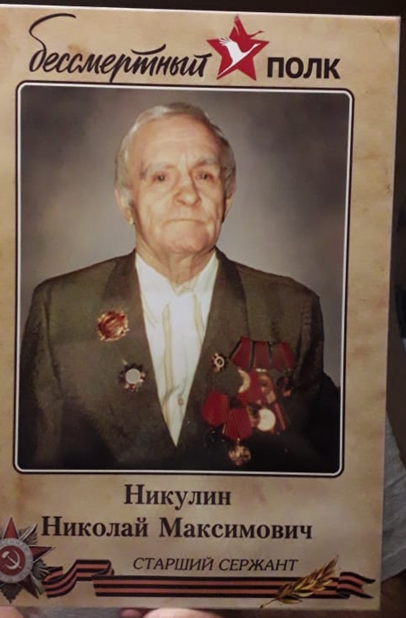 бессмертный полк
Никулин
Николай Максимович
СТАРШИЙ СЕРЖАНТ